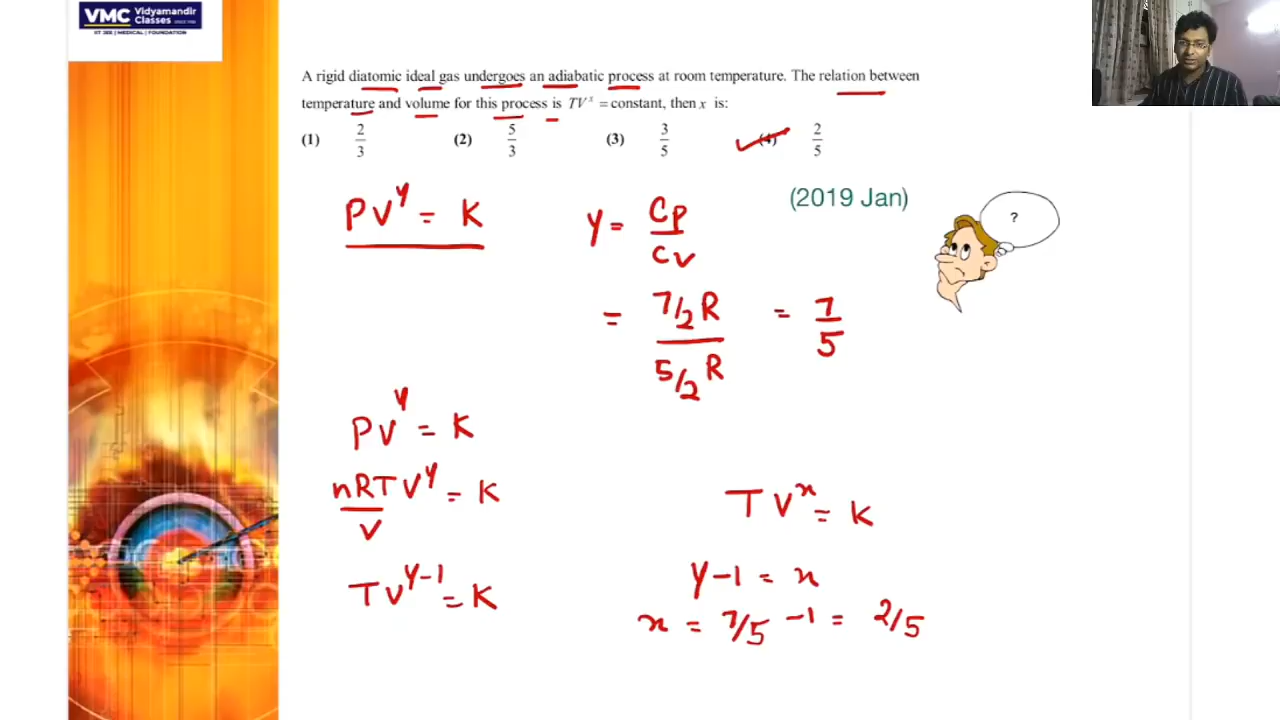 VMC Vidyamandir Classes SINCE 1986
IIT JEE | MEDICAL | FOUNDATION
A rigid diatomic ideal gas undergoes an adiabatic process at room temperature. The relation between
temperature and volume for this process is TVˣ = constant, then x is:
(1) 2/3 (2) 5/3 (3) 3/5 (4) 2/5
(2019 Jan)
?
PV^γ = K
γ = Cp/Cv
= 7/2 R / 5/2 R = 7/5
PV^γ = K
nRT/V V^γ = K
TV^γ-1 = K
TV^x = K
γ-1 = x
x = 7/5 -1 = 2/5